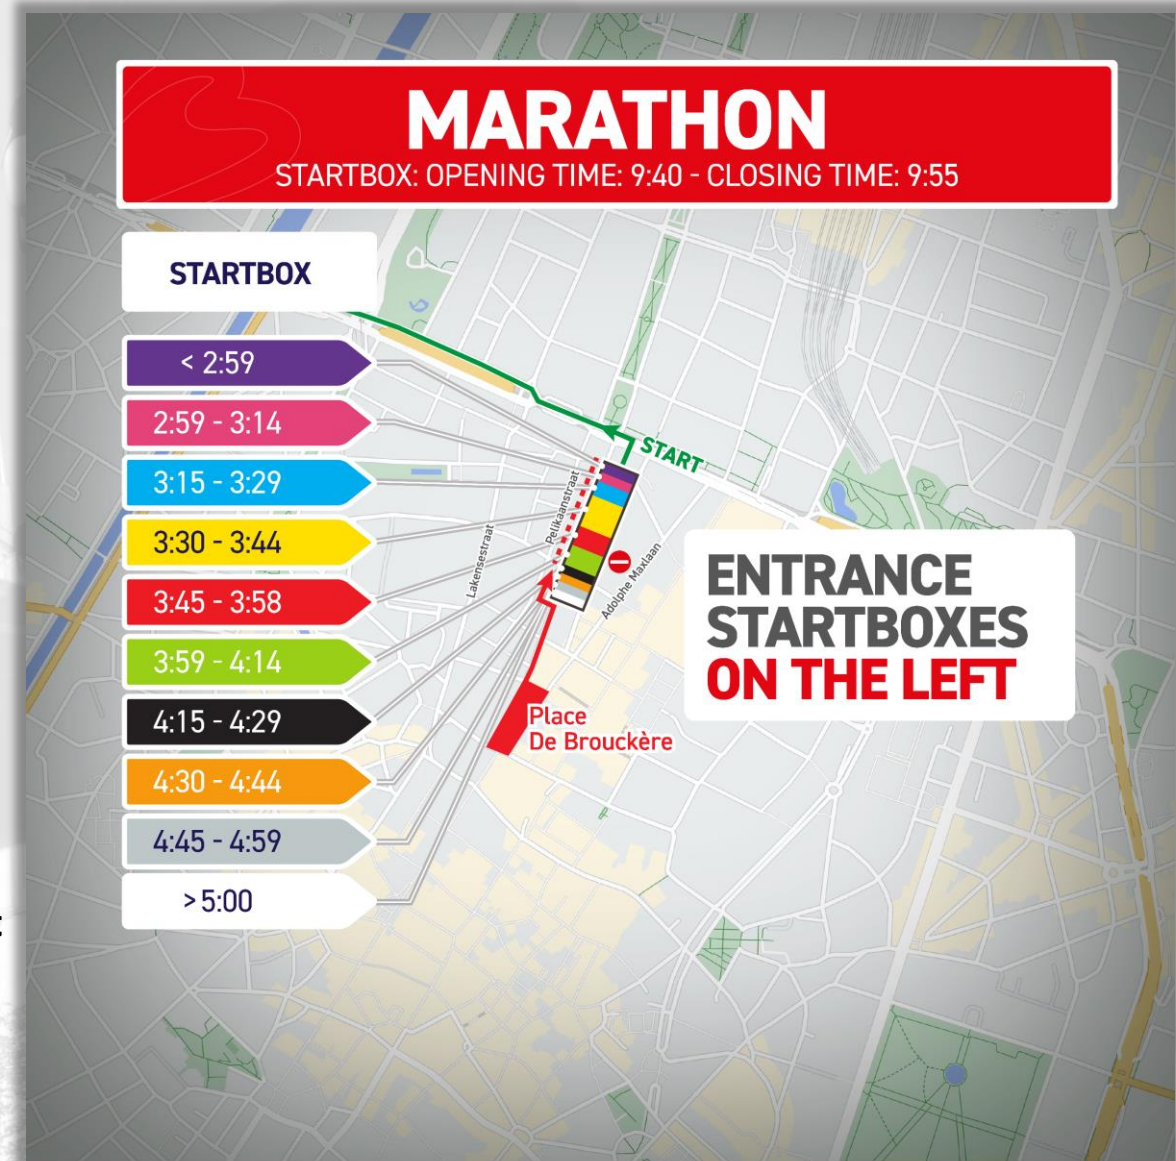 MARATHON
STARTBOX: OPENING TIME: 9:40 - CLOSING TIME: 9:55
STARTBOX
< 2:59
2:59 - 3:14
3:15 - 3:29
3:30 - 3:44
3:45 - 3:58
3:59 - 4:14
4:15 - 4:29
4:30 - 4:44
4:45 - 4:59
> 5:00
START
Pelikaanstraat
Lakensestraat
Adolphe Maxlaan
ENTRANCE
STARTBOXES
ON THE LEFT
Place
De Brouckère